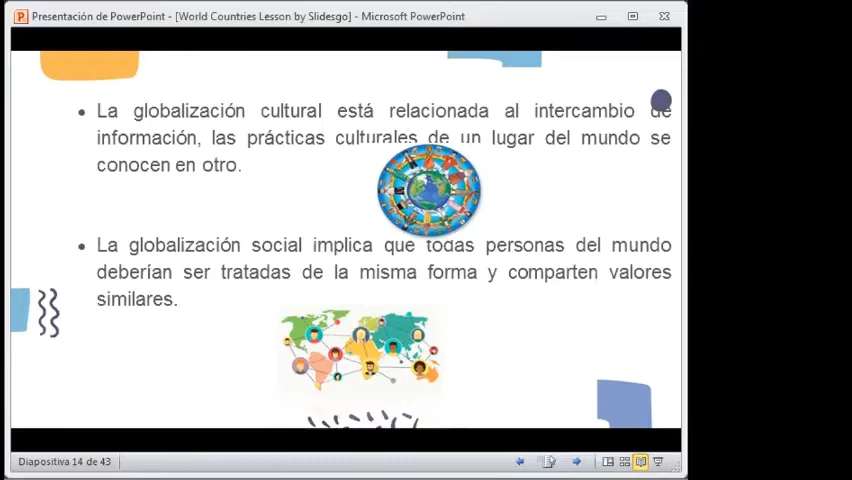 Presentación de PowerPoint - [World Countries Lesson by Slidesgo] - Microsoft PowerPoint
• La globalización cultural está relacionada al intercambio de
información, las prácticas culturales de un lugar del mundo se
conocen en otro.
• La globalización social implica que todas personas del mundo
deberían ser tratadas de la misma forma y comparten valores
similares.
Diapositiva 14 de 43